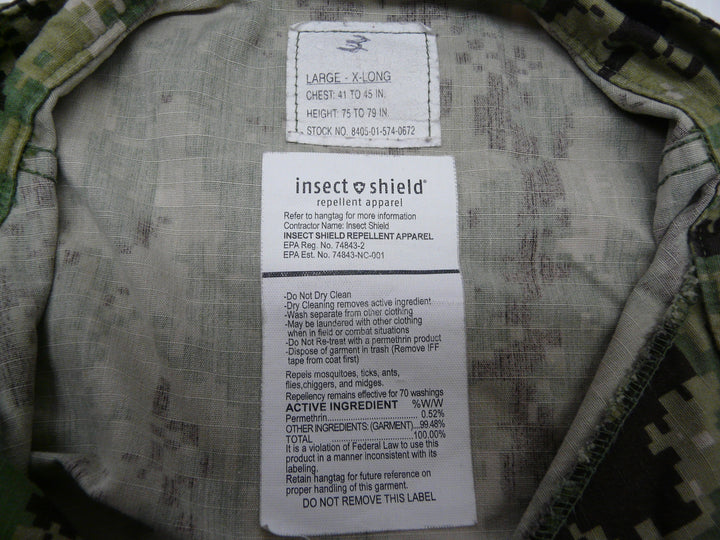 LARGE - X-LONG
CHEST: 41 TO 45 IN.
HEIGHT: 75 TO 79 IN.
STOCK NO. 8405-01-574-0672
insect shield®
repellent apparel
Refer to hangtag for more information
Contractor Name: Insect Shield
INSECT SHIELD REPELLENT APPAREL
EPA Reg. No. 74843-2
EPA Est. No. 74843-NC-001
-Do Not Dry Clean
-Dry Cleaning removes active ingredient
-Wash separate from other clothing
-May be laundered with other clothing
when in field or combat situations
-Do Not Re-treat with a permethrin product
-Dispose of garment in trash (Remove IFF
tape from coat first)
Repels mosquitoes, ticks, ants,
flies,chiggers, and midges.
Repellency remains effective for 70 washings
ACTIVE INGREDIENT %W/W
Permethrin............................0.52%
OTHER INGREDIENTS: (GARMENT)....99.48%
TOTAL ..............................100.00%
It is a violation of Federal Law to use this
product in a manner inconsistent with its
labeling.
Retain hangtag for future reference on
proper handling of this garment.
DO NOT REMOVE THIS LABEL